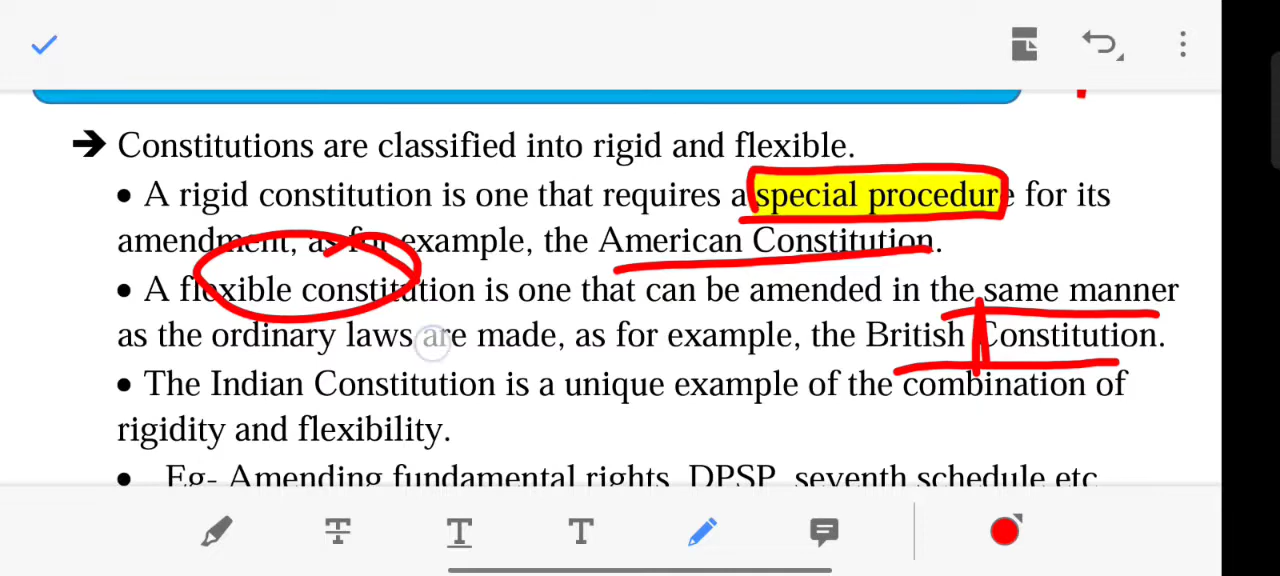 → Constitutions are classified into rigid and flexible.
• A rigid constitution is one that requires a special procedure for its
amendment, as for example, the American Constitution.
• A flexible constitution is one that can be amended in the same manner
as the ordinary laws are made, as for example, the British Constitution.
• The Indian Constitution is a unique example of the combination of
rigidity and flexibility.
• Eg- Amending fundamental rights, DPSP, seventh schedule etc
T T T